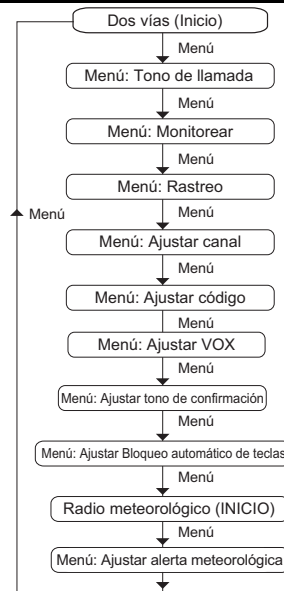 Dos vías (Inicio)
Menú
Menú: Tono de llamada
Menú
Menú: Monitorear
Menú
Menú: Rastreo
Menú
Menú
Menú: Ajustar canal
Menú
Menú: Ajustar código
Menú
Menú: Ajustar VOX
Menú
Menú: Ajustar tono de confirmación
Menú
Menú: Ajustar Bloqueo automático de teclas
Menú
Radio meteorológico (INICIO)
Menú
Menú: Ajustar alerta meteorológica